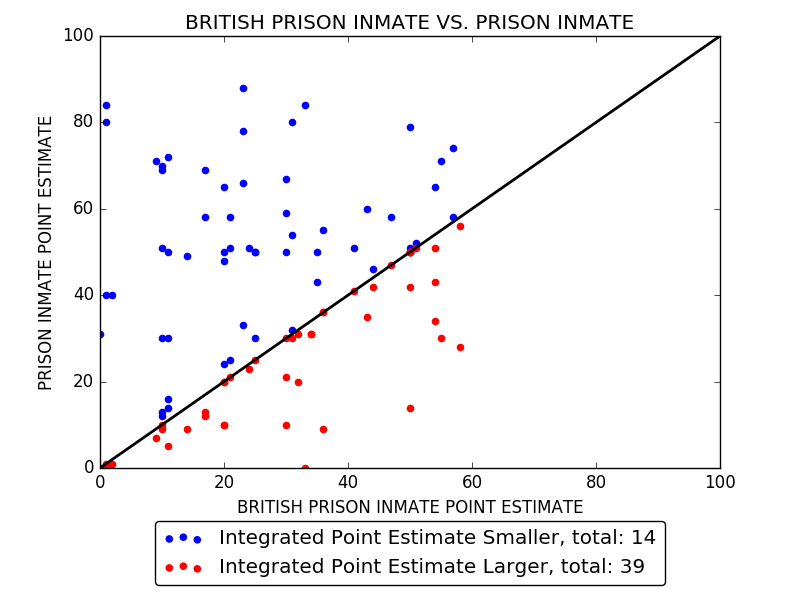 BRITISH PRISON INMATE VS. PRISON INMATE
100
80
60
40
20
0
PRISON INMATE POINT ESTIMATE
0 20 40 60 80 100
BRITISH PRISON INMATE POINT ESTIMATE
Integrated Point Estimate Smaller, total: 14
Integrated Point Estimate Larger, total: 39